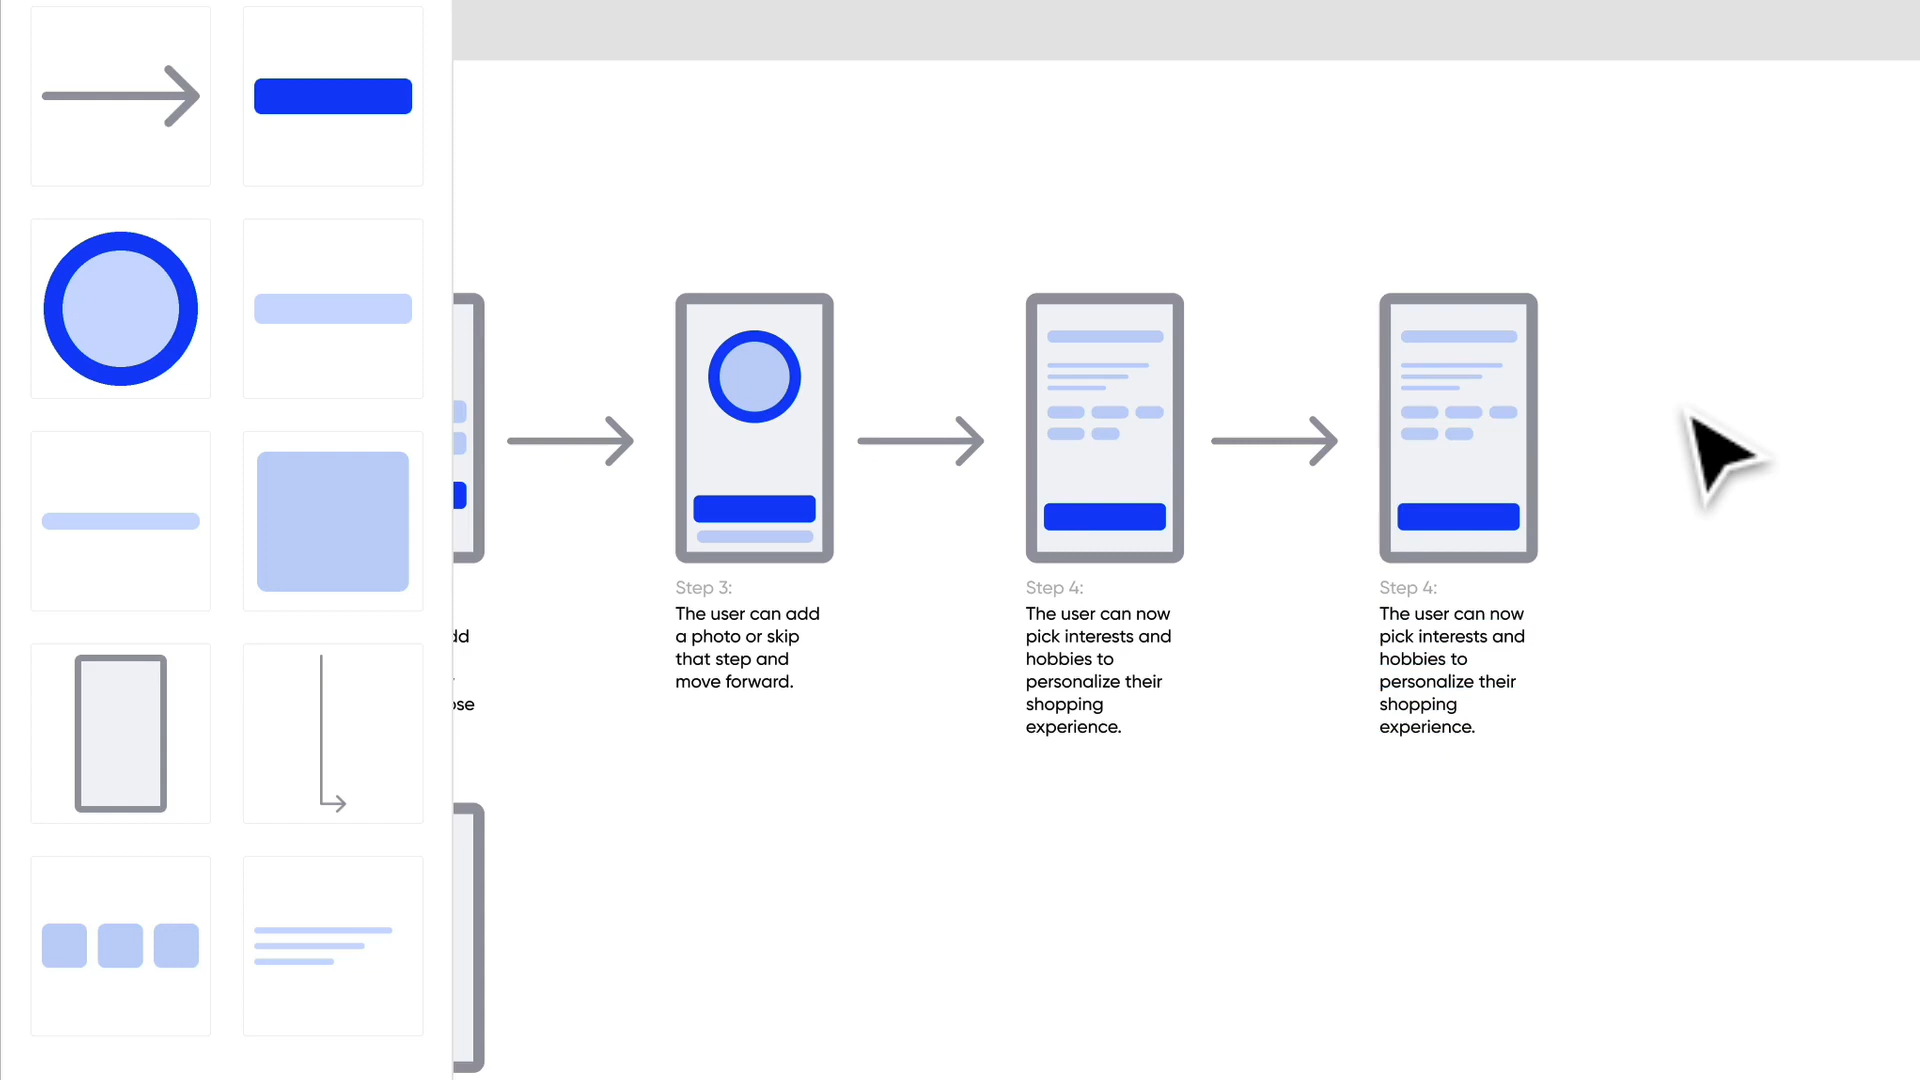 Step 3:
The user can add
a photo or skip
that step and
move forward.
Step 4:
The user can now
pick interests and
hobbies to
personalize their
shopping
experience.
Step 4:
The user can now
pick interests and
hobbies to
personalize their
shopping
experience.